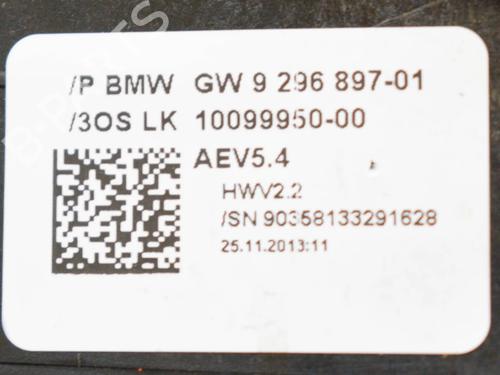 /P BMW GW 9 296 897-01
/3OS LK 10099950-00
AEV5.4
HWV2.2
/SN 90358133291628
25.11.2013:11
B-PARTS